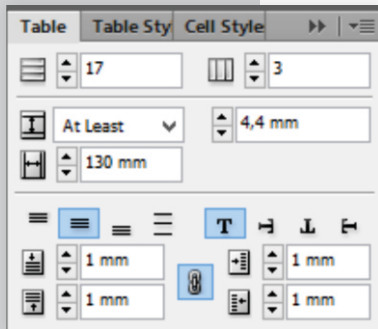 Table Table Sty Cell Style
17 3
At Least 4,4 mm
130 mm
1 mm 1 mm
1 mm 1 mm